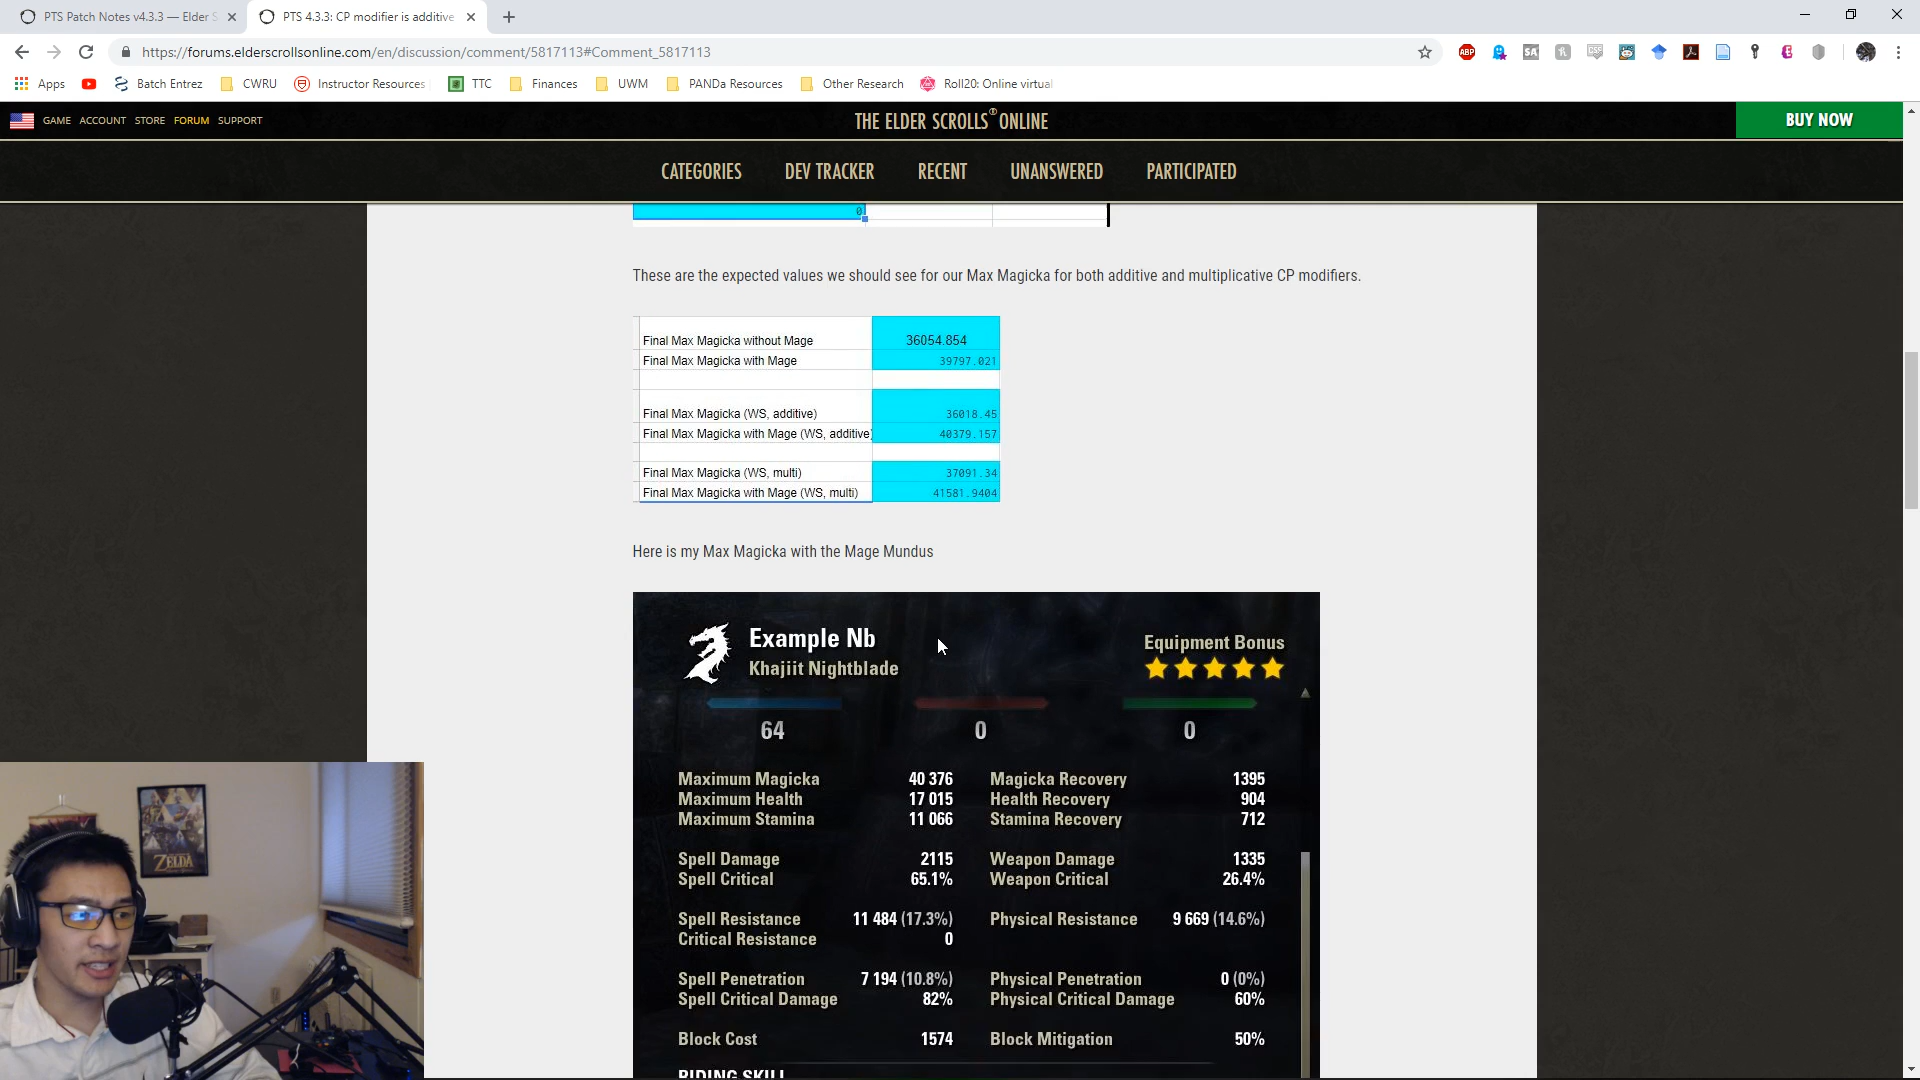 PTS Patch Notes v4.3.3 — Elder S
PTS 4.3.3: CP modifier is additive
https://forums.elderscrollsonline.com/en/discussion/comment/5817113#Comment_5817113
Apps
Batch Entrez
CWRU
Instructor Resources
TTC
Finances
UWM
PANDa Resources
Other Research
Roll20: Online virtual
GAME ACCOUNT STORE FORUM SUPPORT
THE ELDER SCROLLS® ONLINE
BUY NOW
CATEGORIES DEV TRACKER RECENT UNANSWERED PARTICIPATED
0
These are the expected values we should see for our Max Magicka for both additive and multiplicative CP modifiers.
Final Max Magicka without Mage 36054.854
Final Max Magicka with Mage 39797.021
Final Max Magicka (WS, additive) 36018.45
Final Max Magicka with Mage (WS, additive) 40379.157
Final Max Magicka (WS, multi) 37091.34
Final Max Magicka with Mage (WS, multi) 41581.9404
Here is my Max Magicka with the Mage Mundus
Example Nb
Khajiit Nightblade
Equipment Bonus
64 0 0
Maximum Magicka 40 376 Magicka Recovery 1395
Maximum Health 17 015 Health Recovery 904
Maximum Stamina 11 066 Stamina Recovery 712
Spell Damage 2115 Weapon Damage 1335
Spell Critical 65.1% Weapon Critical 26.4%
Spell Resistance 11 484 (17.3%) Physical Resistance 9 669 (14.6%)
Critical Resistance 0
Spell Penetration 7 194 (10.8%) Physical Penetration 0 (0%)
Spell Critical Damage 82% Physical Critical Damage 60%
Block Cost 1574 Block Mitigation 50%
RIDING SKILL
ZELDA